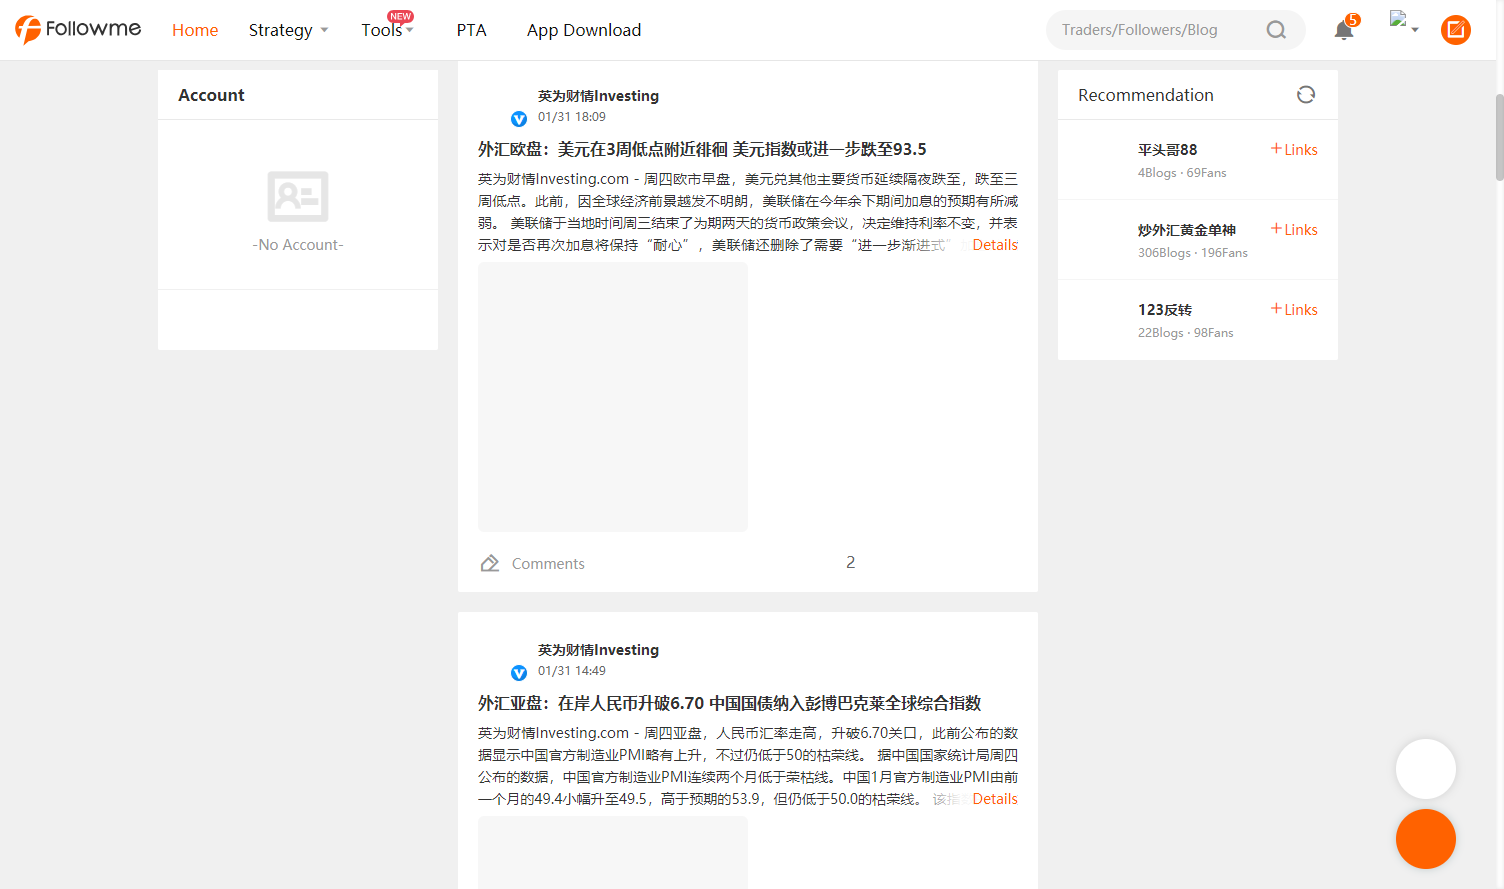 Followme
Home
Strategy
Tools
NEW
PTA
App Download
Traders/Followers/Blog
5
Account
-No Account-
英为财情Investing
01/31 18:09
外汇欧盘：美元在3周低点附近徘徊 美元指数或进一步跌至93.5
英为财情Investing.com - 周四欧市早盘，美元兑其他主要货币延续隔夜跌至，跌至三
周低点。此前，因全球经济前景越发不明朗，美联储在今年余下期间加息的预期有所减
弱。 美联储于当地时间周三结束了为期两天的货币政策会议，决定维持利率不变，并表
示对是否再次加息将保持“耐心”，美联储还删除了需要“进一步渐进式” Details
Comments
2
英为财情Investing
01/31 14:49
外汇亚盘：在岸人民币升破6.70 中国国债纳入彭博巴克莱全球综合指数
英为财情Investing.com - 周四亚盘，人民币汇率走高，升破6.70关口，此前公布的数
据显示中国官方制造业PMI略有上升，不过仍低于50的枯荣线。 据中国国家统计局周四
公布的数据，中国官方制造业PMI连续两个月低于荣枯线。中国1月官方制造业PMI由前
一个月的49.4小幅升至49.5，高于预期的53.9，但仍低于50.0的枯荣线。 该指 Details
Recommendation
平头哥88
Links
4Blogs · 69Fans
炒外汇黄金单神
Links
306Blogs · 196Fans
123反转
Links
22Blogs · 98Fans